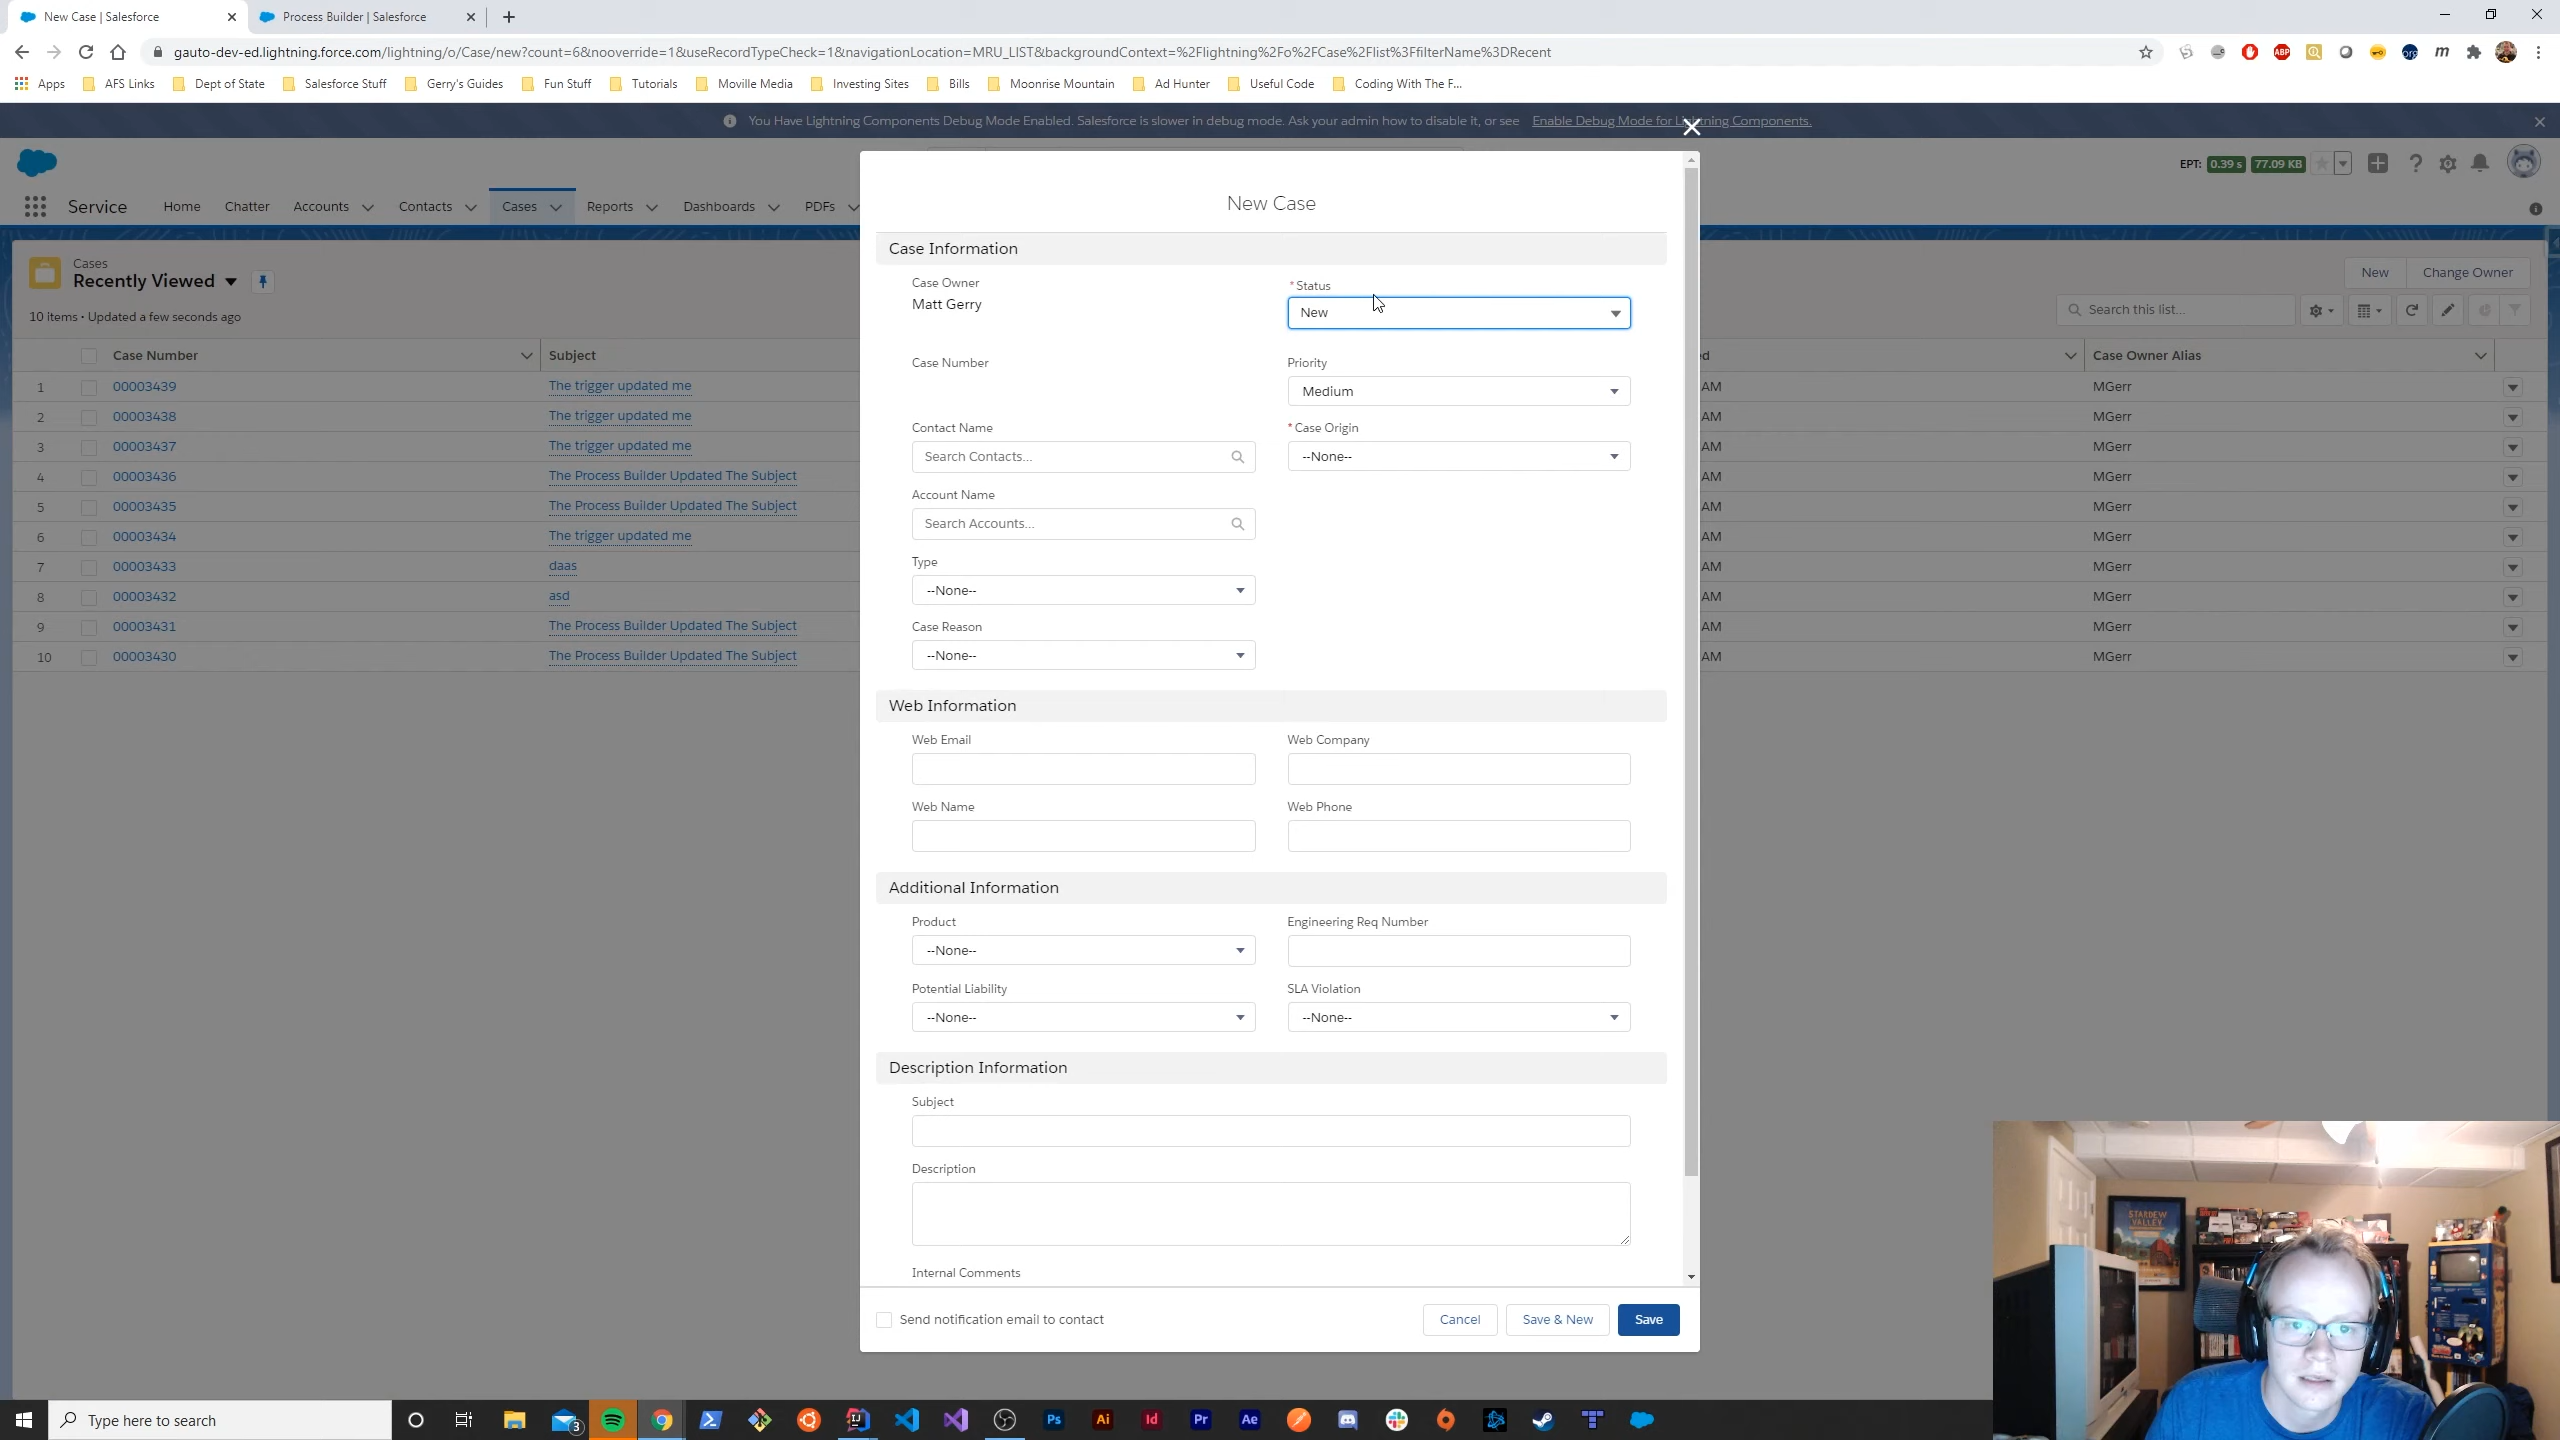 New Case | Salesforce
Process Builder | Salesforce
gauto-dev-ed.lightning.force.com/lightning/o/Case/new?count=6&nooverride=1&useRecordTypeCheck=1&navigationLocation=MRU_LIST&backgroundContext=%2Flightning%2Fo%2FCase%2Flist%3FfilterName%3DRecent
Apps AFS Links Dept of State Salesforce Stuff Gerry's Guides Fun Stuff Tutorials Moville Media Investing Sites Bills Moonrise Mountain Ad Hunter Useful Code Coding With The F...
You Have Lightning Components Debug Mode Enabled. Salesforce is slower in debug mode. Ask your admin how to disable it, or see Enable Debug Mode for Lightning Components.
EPT: 0.39 s 77.09 KB
Service Home Chatter Accounts Contacts Cases Reports Dashboards PDFs
Cases
Recently Viewed
10 items • Updated a few seconds ago
New Change Owner
Search this list...
Case Number Subject d Case Owner Alias
1 00003439 The trigger updated me AM MGerr
2 00003438 The trigger updated me AM MGerr
3 00003437 The trigger updated me AM MGerr
4 00003436 The Process Builder Updated The Subject AM MGerr
5 00003435 The Process Builder Updated The Subject AM MGerr
6 00003434 The trigger updated me AM MGerr
7 00003433 daas AM MGerr
8 00003432 asd AM MGerr
9 00003431 The Process Builder Updated The Subject AM MGerr
10 00003430 The Process Builder Updated The Subject AM MGerr
New Case
Case Information
Case Owner
Matt Gerry
*Status
New
Case Number
Priority
Medium
Contact Name
Search Contacts...
*Case Origin
--None--
Account Name
Search Accounts...
Type
--None--
Case Reason
--None--
Web Information
Web Email
Web Company
Web Name
Web Phone
Additional Information
Product
--None--
Engineering Req Number
Potential Liability
--None--
SLA Violation
--None--
Description Information
Subject
Description
Internal Comments
Send notification email to contact
Cancel Save & New Save
STARDEW
VALLEY
Type here to search
3
Ps Ai Id Pr Ae